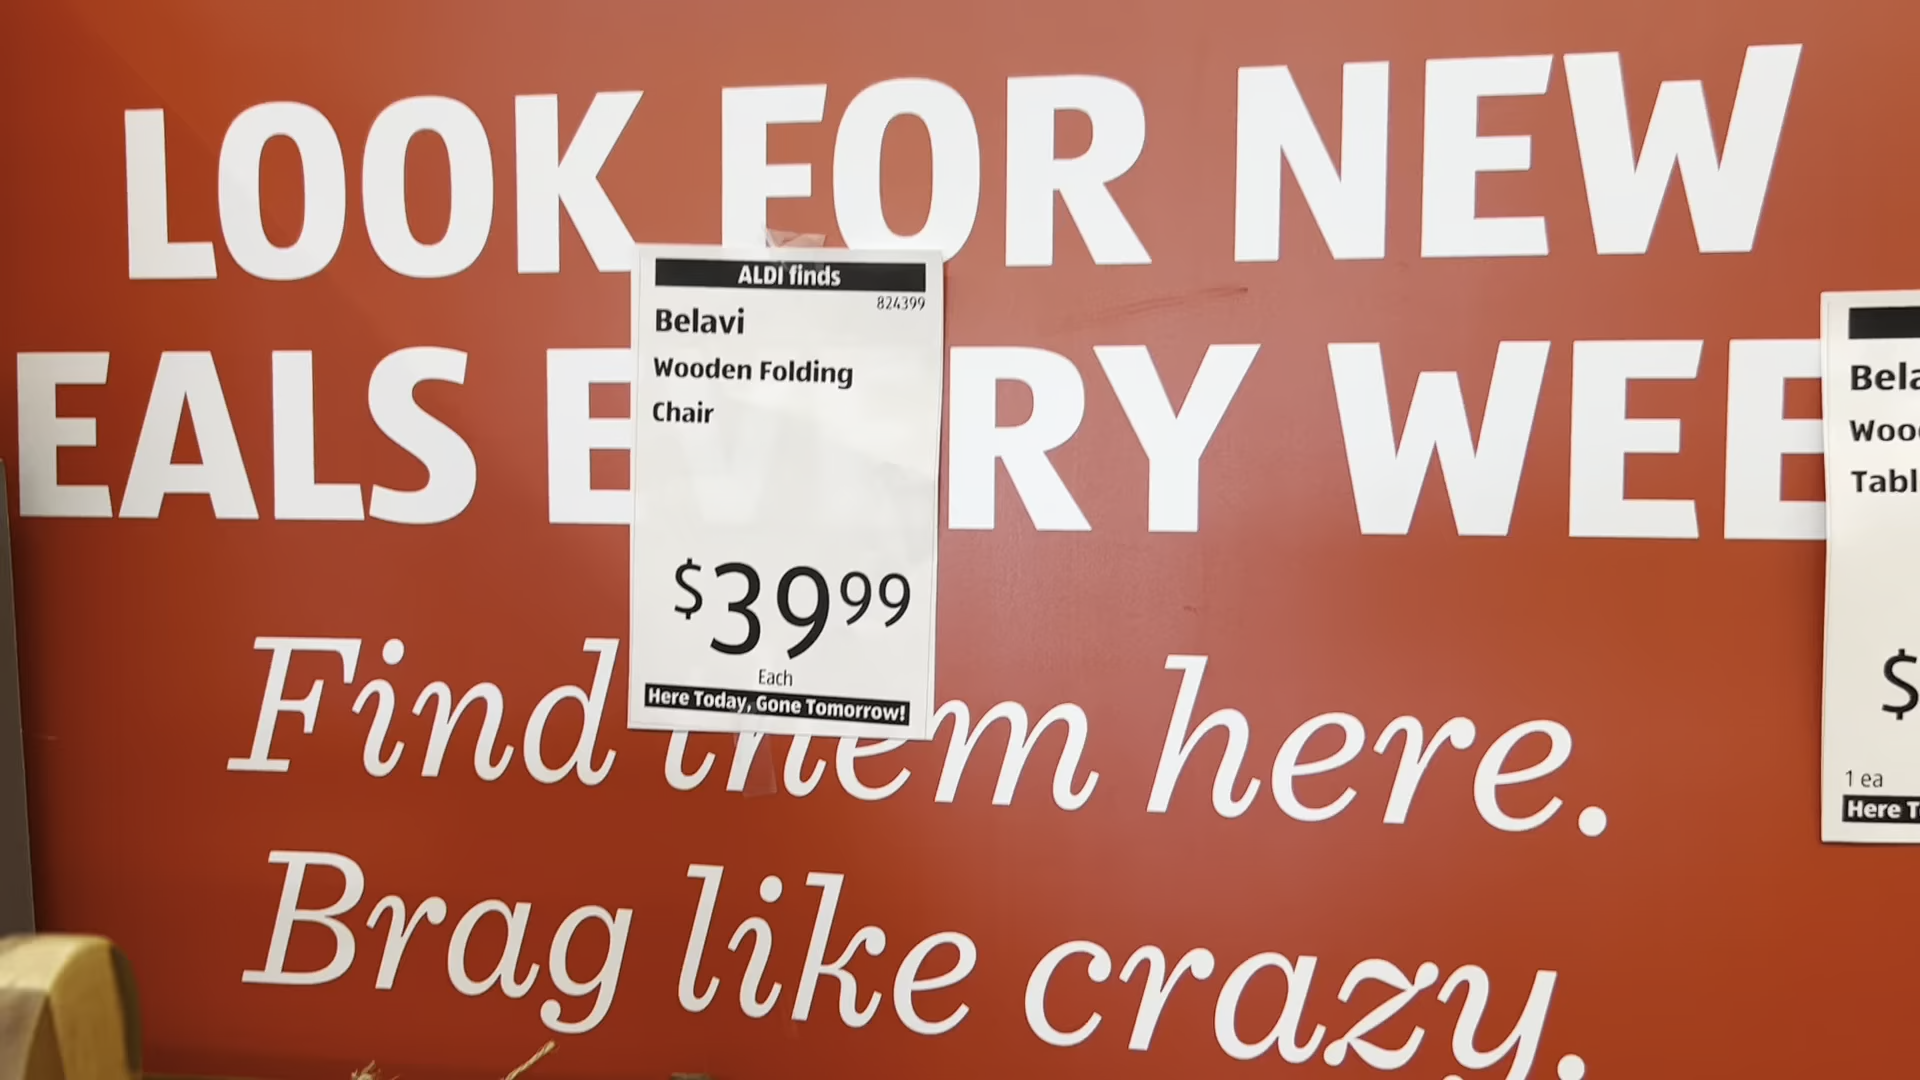 LOOK FOR NEW
EALS E RY WEE
ALDI finds
824399
Belavi
Wooden Folding
Chair
$39 99
Each
Here Today, Gone Tomorrow!
Find them here.
Brag like crazy.
Bela
Woo
Tabl
$
1 ea
Here T